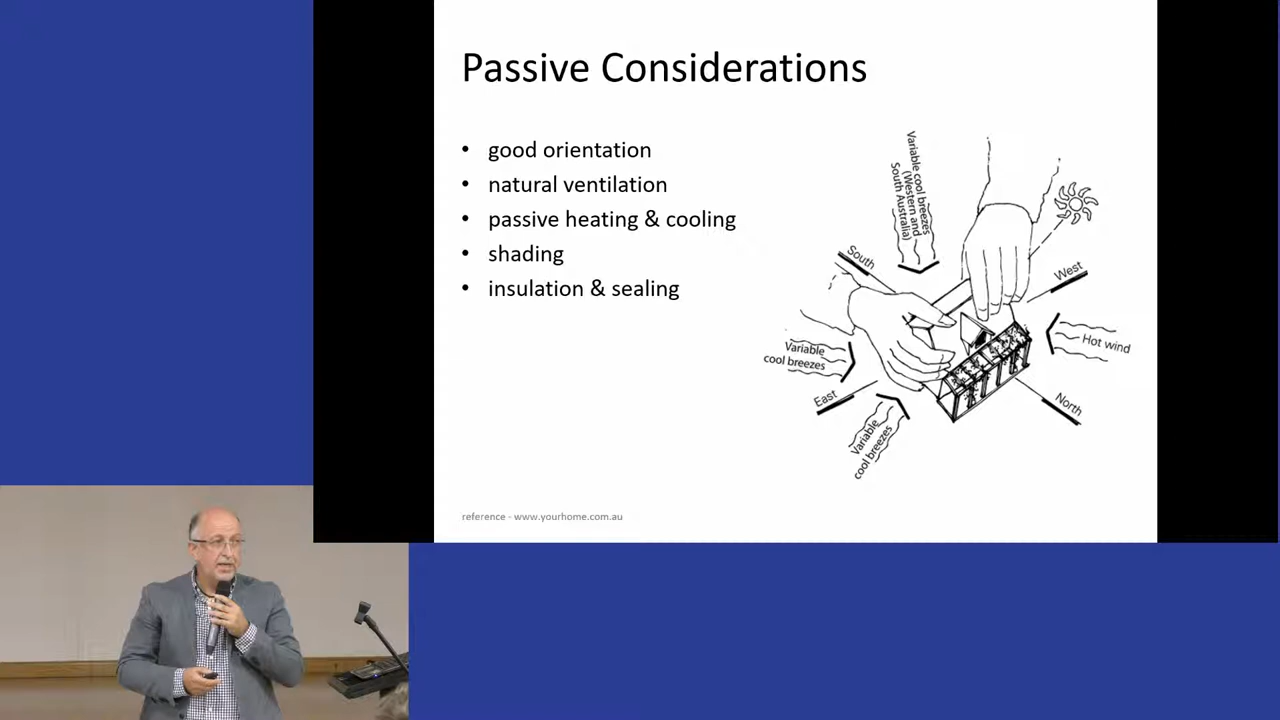 Passive Considerations
• good orientation
• natural ventilation
• passive heating & cooling
• shading
• insulation & sealing
Variable cool breezes
(Western and
South Australia)
South
West
Variable
cool breezes
Hot wind
East
North
Variable
cool breezes
reference - www.yourhome.com.au